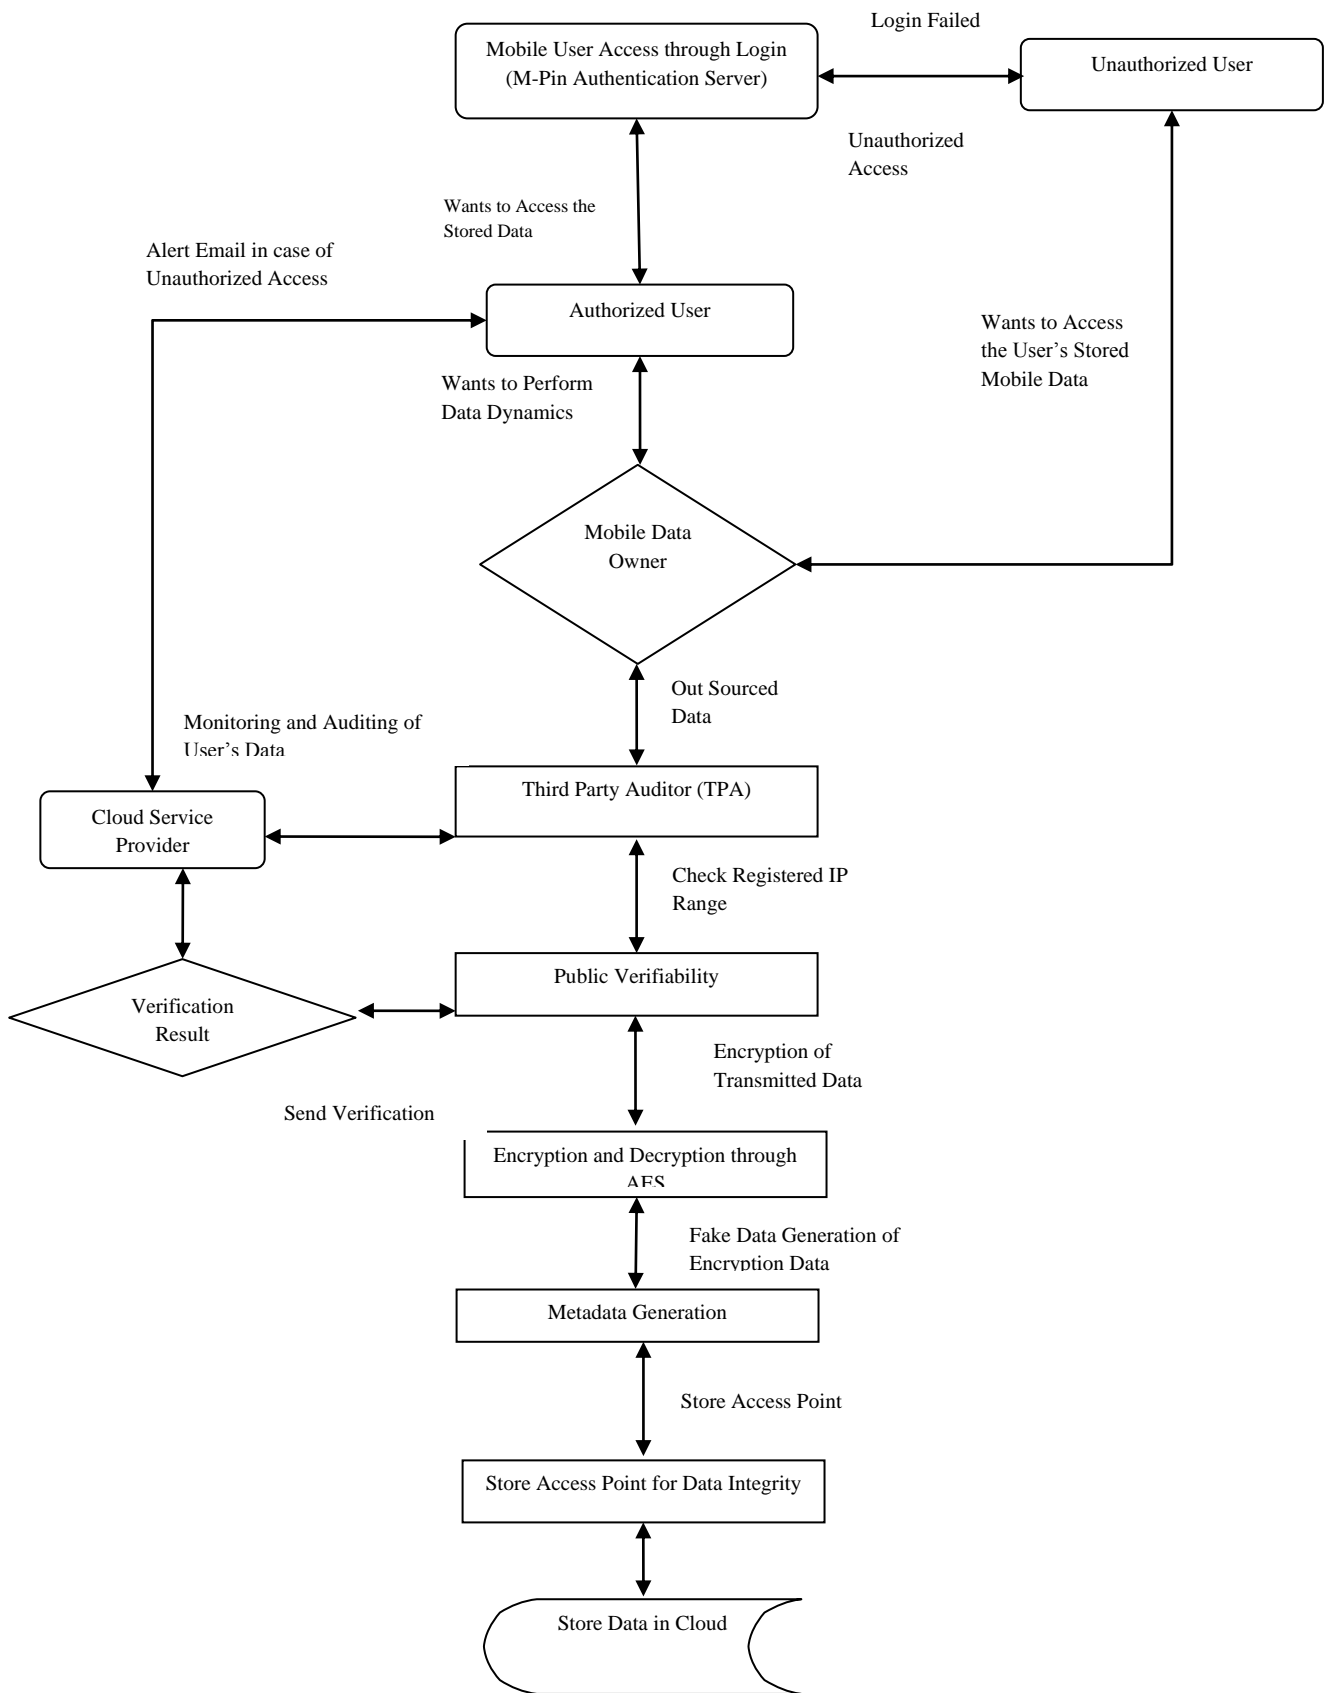 Login Failed
Mobile User Access through Login
(M-Pin Authentication Server)
Unauthorized User
Unauthorized
Access
Wants to Access the
Stored Data
Alert Email in case of
Unauthorized Access
Authorized User
Wants to Access
the User's Stored
Mobile Data
Wants to Perform
Data Dynamics
Mobile Data
Owner
Out Sourced
Data
Monitoring and Auditing of
User's Data
Third Party Auditor (TPA)
Cloud Service
Provider
Check Registered IP
Range
Public Verifiability
Verification
Result
Encryption of
Transmitted Data
Send Verification
Encryption and Decryption through
AES
Fake Data Generation of
Encryption Data
Metadata Generation
Store Access Point
Store Access Point for Data Integrity
Store Data in Cloud